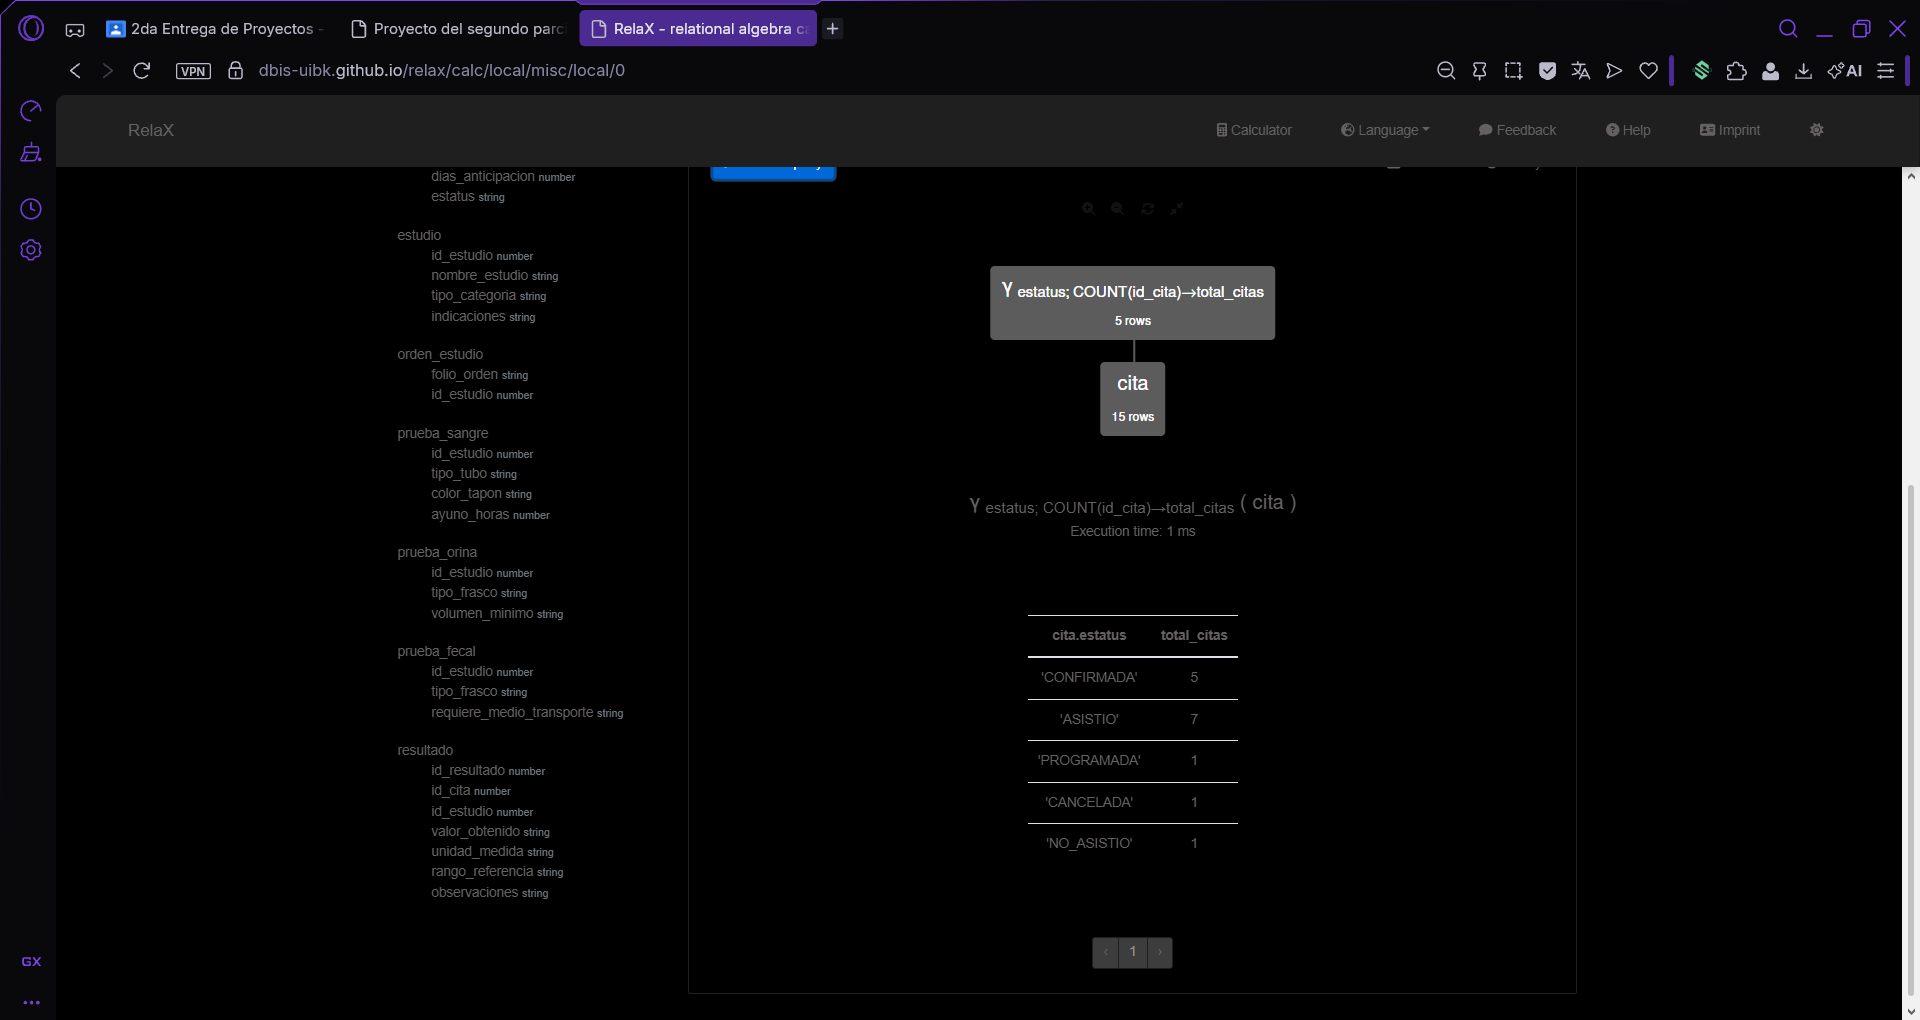 2da Entrega de Proyectos -
Proyecto del segundo parc
RelaX - relational algebra ca
VPN
dbis-uibk.github.io/relax/calc/local/misc/local/0
AI
RelaX
Calculator
Language
Feedback
Help
Imprint
dias_anticipacion number
estatus string
estudio
id_estudio number
nombre_estudio string
tipo_categoria string
indicaciones string
orden_estudio
folio_orden string
id_estudio number
prueba_sangre
id_estudio number
tipo_tubo string
color_tapon string
ayuno_horas number
prueba_orina
id_estudio number
tipo_frasco string
volumen_minimo string
prueba_fecal
id_estudio number
tipo_frasco string
requiere_medio_transporte string
resultado
id_resultado number
id_cita number
id_estudio number
valor_obtenido string
unidad_medida string
rango_referencia string
observaciones string
γ estatus; COUNT(id_cita)→total_citas
5 rows
cita
15 rows
γ estatus; COUNT(id_cita)→total_citas ( cita )
Execution time: 1 ms
cita.estatus total_citas
'CONFIRMADA' 5
'ASISTIO' 7
'PROGRAMADA' 1
'CANCELADA' 1
'NO_ASISTIO' 1
‹ 1 ›
GX